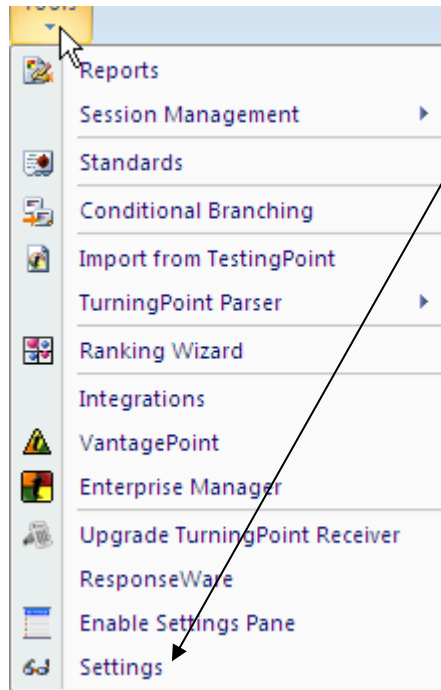 Tools
Reports
Session Management
Standards
Conditional Branching
Import from TestingPoint
TurningPoint Parser
Ranking Wizard
Integrations
VantagePoint
Enterprise Manager
Upgrade TurningPoint Receiver
ResponseWare
Enable Settings Pane
Settings